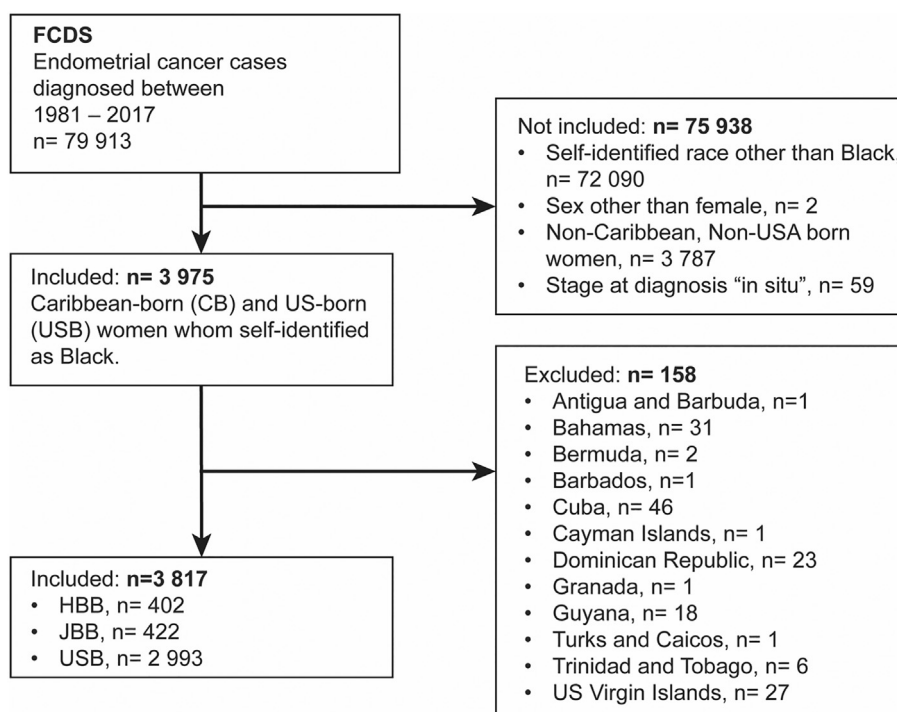 FCDS
Endometrial cancer cases
diagnosed between
1981 – 2017
n= 79 913
Not included: n= 75 938
• Self-identified race other than Black,
n= 72 090
• Sex other than female, n= 2
• Non-Caribbean, Non-USA born
women, n= 3 787
• Stage at diagnosis “in situ”, n= 59
Included: n= 3 975
Caribbean-born (CB) and US-born
(USB) women whom self-identified
as Black.
Excluded: n= 158
• Antigua and Barbuda, n=1
• Bahamas, n= 31
• Bermuda, n= 2
• Barbados, n=1
• Cuba, n= 46
• Cayman Islands, n= 1
• Dominican Republic, n= 23
• Granada, n= 1
• Guyana, n= 18
• Turks and Caicos, n= 1
• Trinidad and Tobago, n= 6
• US Virgin Islands, n= 27
Included: n=3 817
• HBB, n= 402
• JBB, n= 422
• USB, n= 2 993